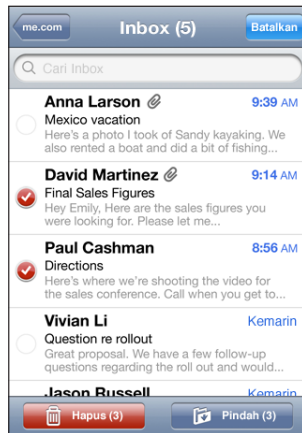 me.com
Inbox (5)
Batalkan
Cari Inbox
Anna Larson 9:39 AM
Mexico vacation
Here's a photo I took of Sandy kayaking. We
also rented a boat and did a bit of fishing...
David Martinez 9:14 AM
Final Sales Figures
Hey Emily, Here are the sales figures you
were looking for. Please let me...
Paul Cashman 8:56 AM
Directions
Here's where we're shooting the video for
the sales conference. Call when you get to...
Vivian Li Kemarin
Question re rollout
Great proposal. We have a few follow-up
questions regarding the roll out and would...
Jason Russell Kemarin
Hapus (3)
Pindah (3)